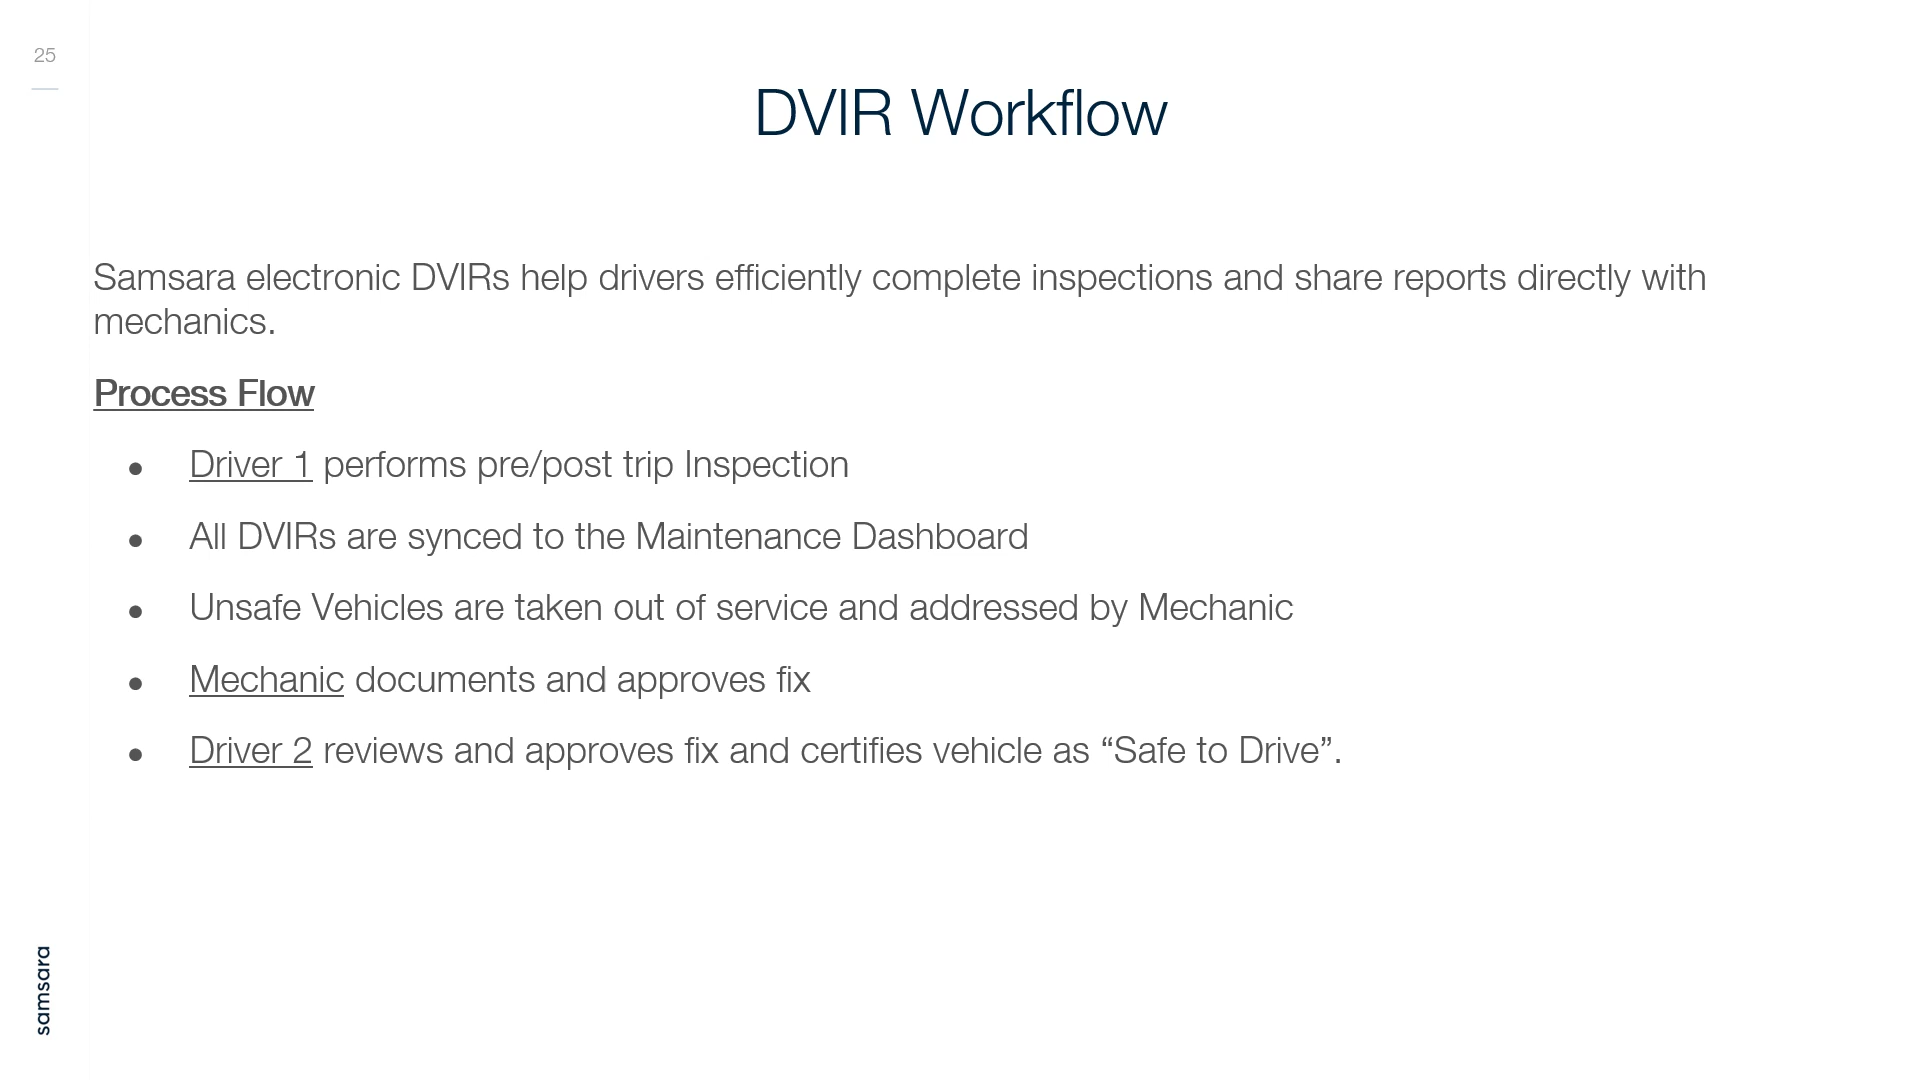 25
DVIR Workflow
Samsara electronic DVIRs help drivers efficiently complete inspections and share reports directly with
mechanics.
Process Flow
● Driver 1 performs pre/post trip Inspection
● All DVIRs are synced to the Maintenance Dashboard
● Unsafe Vehicles are taken out of service and addressed by Mechanic
● Mechanic documents and approves fix
● Driver 2 reviews and approves fix and certifies vehicle as “Safe to Drive”.
samsara